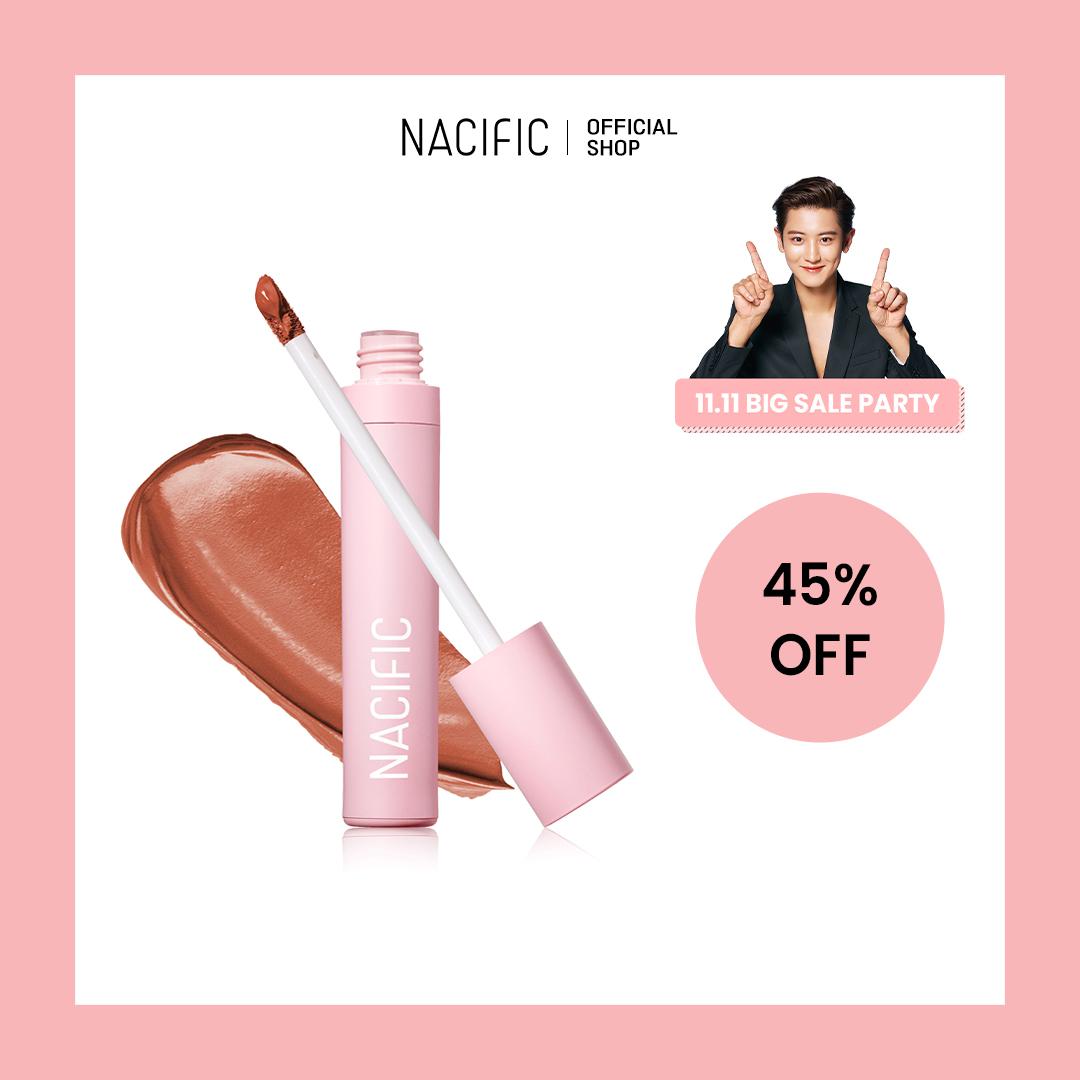 NACIFIC
OFFICIAL
SHOP
11.11 BIG SALE PARTY
45%
OFF
NACIFIC